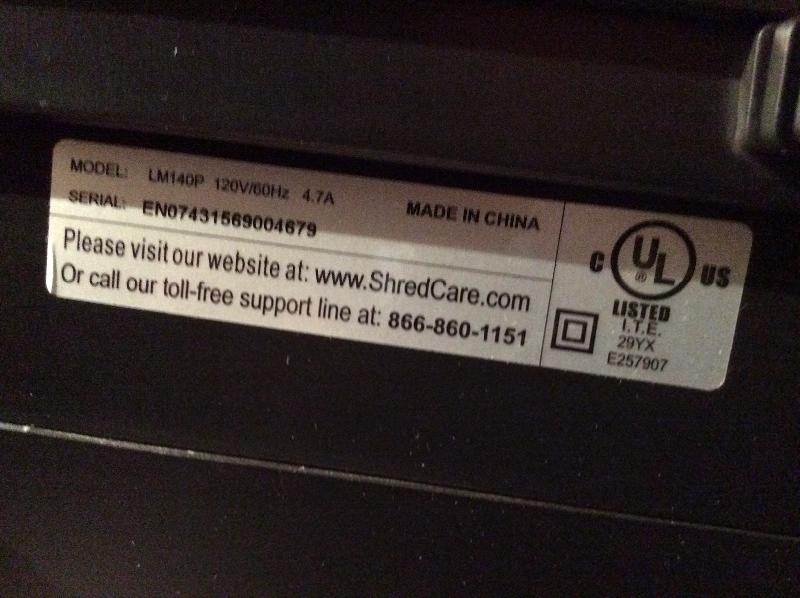 MODEL: LM140P 120V/60Hz 4.7A MADE IN CHINA
SERIAL: EN07431569004679
Please visit our website at: www.ShredCare.com
Or call our toll-free support line at: 866-860-1151
C UL® US
LISTED
I.T.E.
29YX
E257907